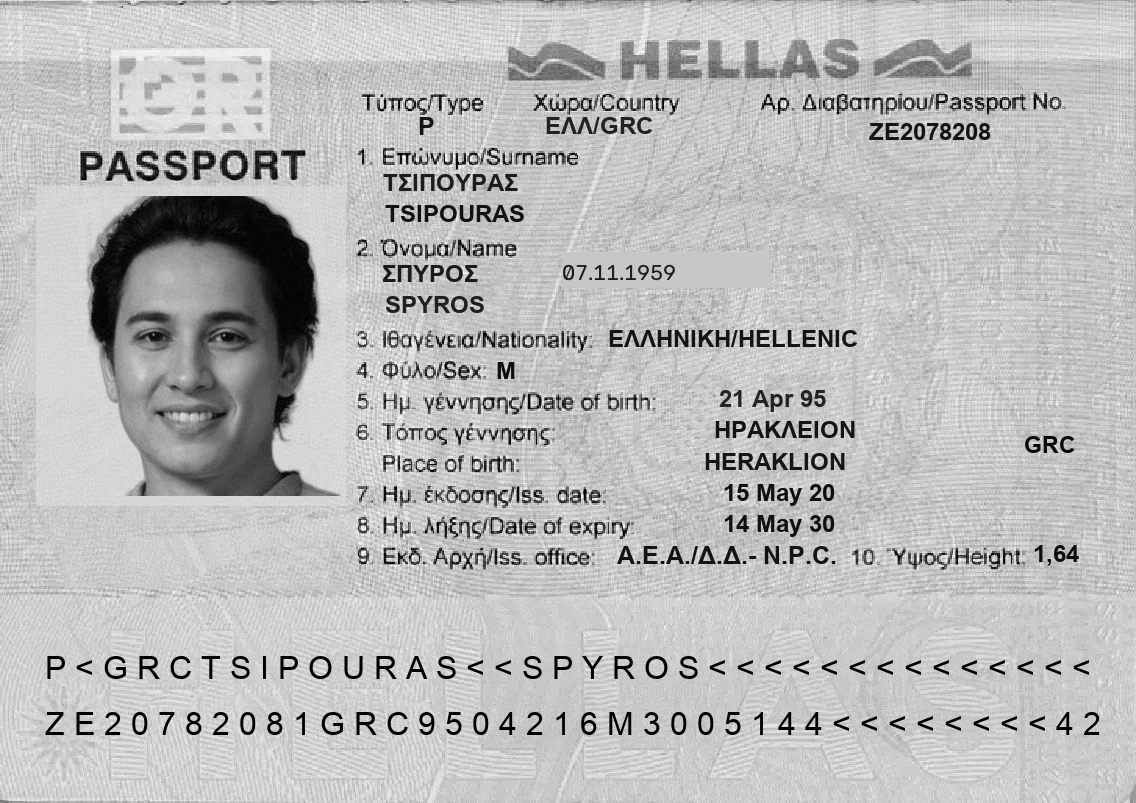 GR
HELLAS
PASSPORT
Τύπος/Type Χώρα/Country Αρ. Διαβατηρίου/Passport No.
P ΕΛΛ/GRC ZE2078208
1. Επώνυμο/Surname
ΤΣΙΠΟΥΡΑΣ
TSIPOURAS
2. Όνομα/Name
ΣΠΥΡΟΣ 07.11.1959
SPYROS
3. Ιθαγένεια/Nationality: ΕΛΛΗΝΙΚΗ/HELLENIC
4. Φύλο/Sex: M
5. Ημ. γέννησης/Date of birth: 21 Apr 95
6. Τόπος γέννησης: ΗΡΑΚΛΕΙΟΝ
Place of birth: HERAKLION GRC
7. Ημ. έκδοσης/Iss. date: 15 May 20
8. Ημ. λήξης/Date of expiry: 14 May 30
9. Εκδ. Αρχή/Iss. office: Α.Ε.Α./Δ.Δ.- N.P.C. 10. Ύψος/Height: 1,64
HELLAS
P<GRCTSIPOURAS<<SPYROS<<<<<<<<<<<<<<
ZE20782081GRC9504216M3005144<<<<<<<<42